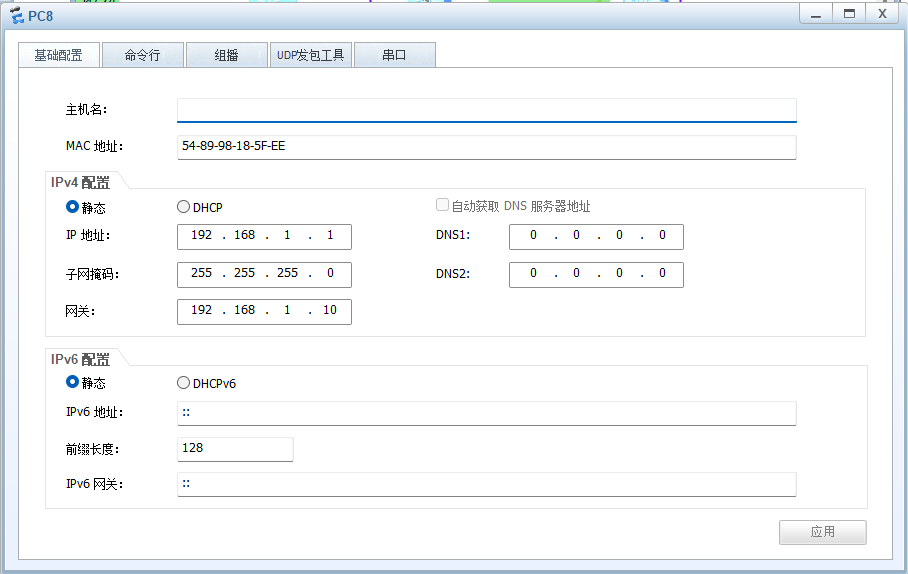 PC8
基础配置 命令行 组播 UDP发包工具 串口
主机名:
MAC 地址: 54-89-98-18-5F-EE
IPv4 配置
静态 DHCP 自动获取 DNS 服务器地址
IP 地址: 192 . 168 . 1 . 1 DNS1: 0 . 0 . 0 . 0
子网掩码: 255 . 255 . 255 . 0 DNS2: 0 . 0 . 0 . 0
网关: 192 . 168 . 1 . 10
IPv6 配置
静态 DHCPv6
IPv6 地址: ::
前缀长度: 128
IPv6 网关: ::
应用